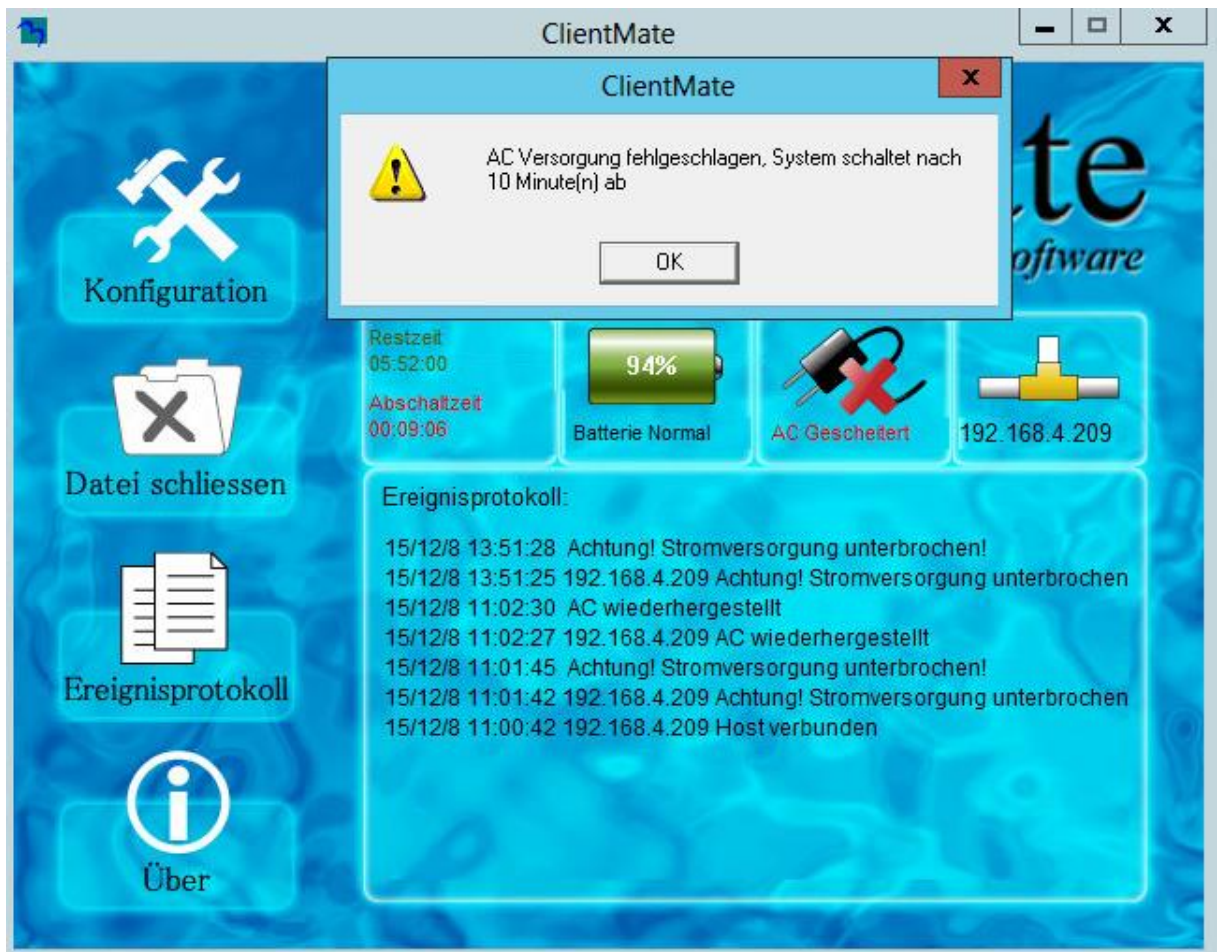 ClientMate
ClientMate
AC Versorgung fehlgeschlagen, System schaltet nach
10 Minute(n) ab
OK
te
oftware
Konfiguration
Datei schliessen
Ereignisprotokoll
Über
Restzeit
05:52:00
Abschaltzeit
00:09:06
94%
Batterie Normal
AC Gescheitert
192.168.4.209
Ereignisprotokoll:
15/12/8 13:51:28 Achtung! Stromversorgung unterbrochen!
15/12/8 13:51:25 192.168.4.209 Achtung! Stromversorgung unterbrochen
15/12/8 11:02:30 AC wiederhergestellt
15/12/8 11:02:27 192.168.4.209 AC wiederhergestellt
15/12/8 11:01:45 Achtung! Stromversorgung unterbrochen!
15/12/8 11:01:42 192.168.4.209 Achtung! Stromversorgung unterbrochen
15/12/8 11:00:42 192.168.4.209 Host verbunden